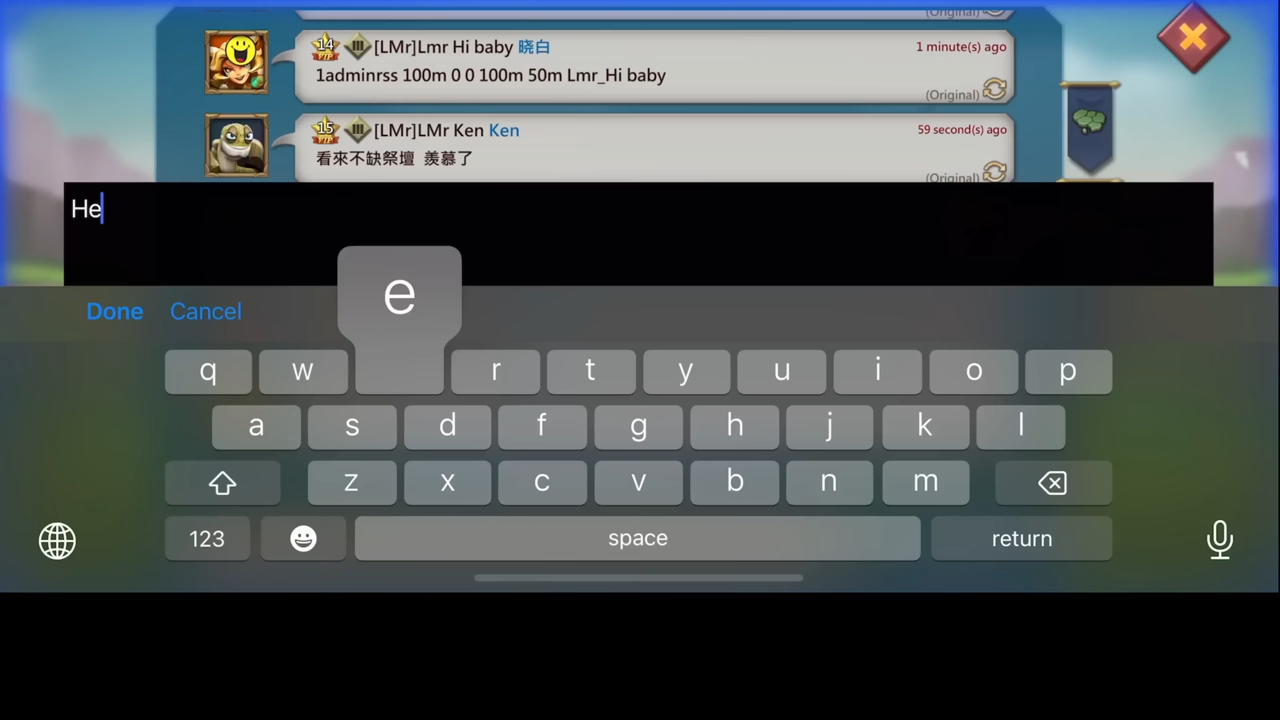 (Original)
14
VIP
III
[LMr]Lmr Hi baby 晓白
1 minute(s) ago
1adminrss 100m 0 0 100m 50m Lmr_Hi baby
(Original)
15
VIP
III
[LMr]LMr Ken Ken
59 second(s) ago
看來不缺祭壇 羨慕了
(Original)
He
e
Done Cancel
q w r t y u i o p
a s d f g h j k l
z x c v b n m
123 space return